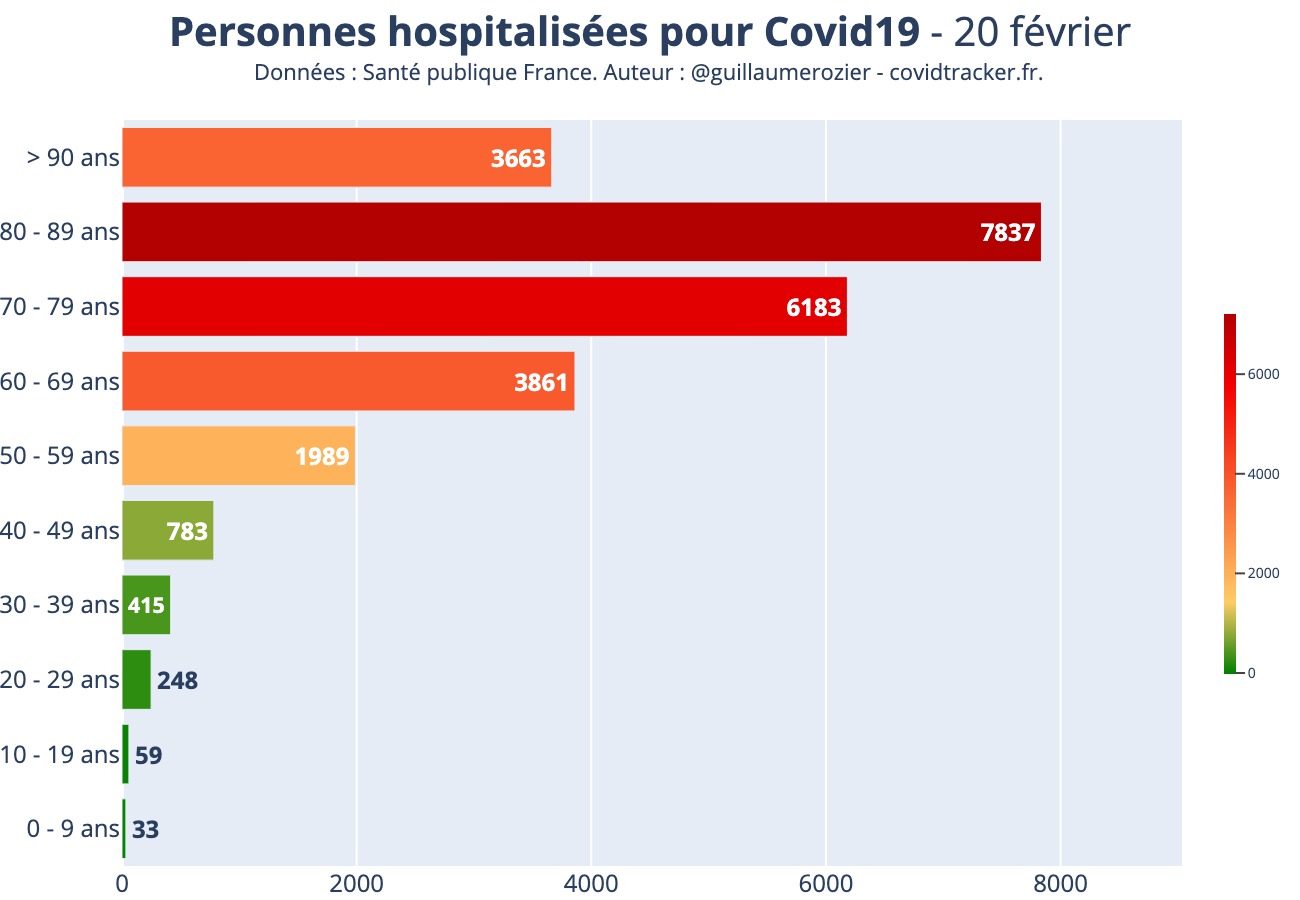 Personnes hospitalisées pour Covid19 - 20 février
Données : Santé publique France. Auteur : @guillaumerozier - covidtracker.fr.
> 90 ans 3663
80 - 89 ans 7837
70 - 79 ans 6183
60 - 69 ans 3861
50 - 59 ans 1989
40 - 49 ans 783
30 - 39 ans 415
20 - 29 ans 248
10 - 19 ans 59
0 - 9 ans 33
0 2000 4000 6000 8000
6000
4000
2000
0